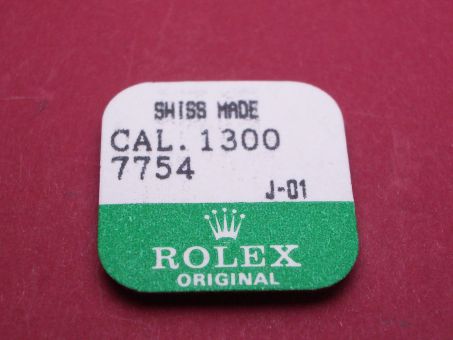 SWISS MADE
CAL. 1300
7754
J-01
ROLEX
ORIGINAL